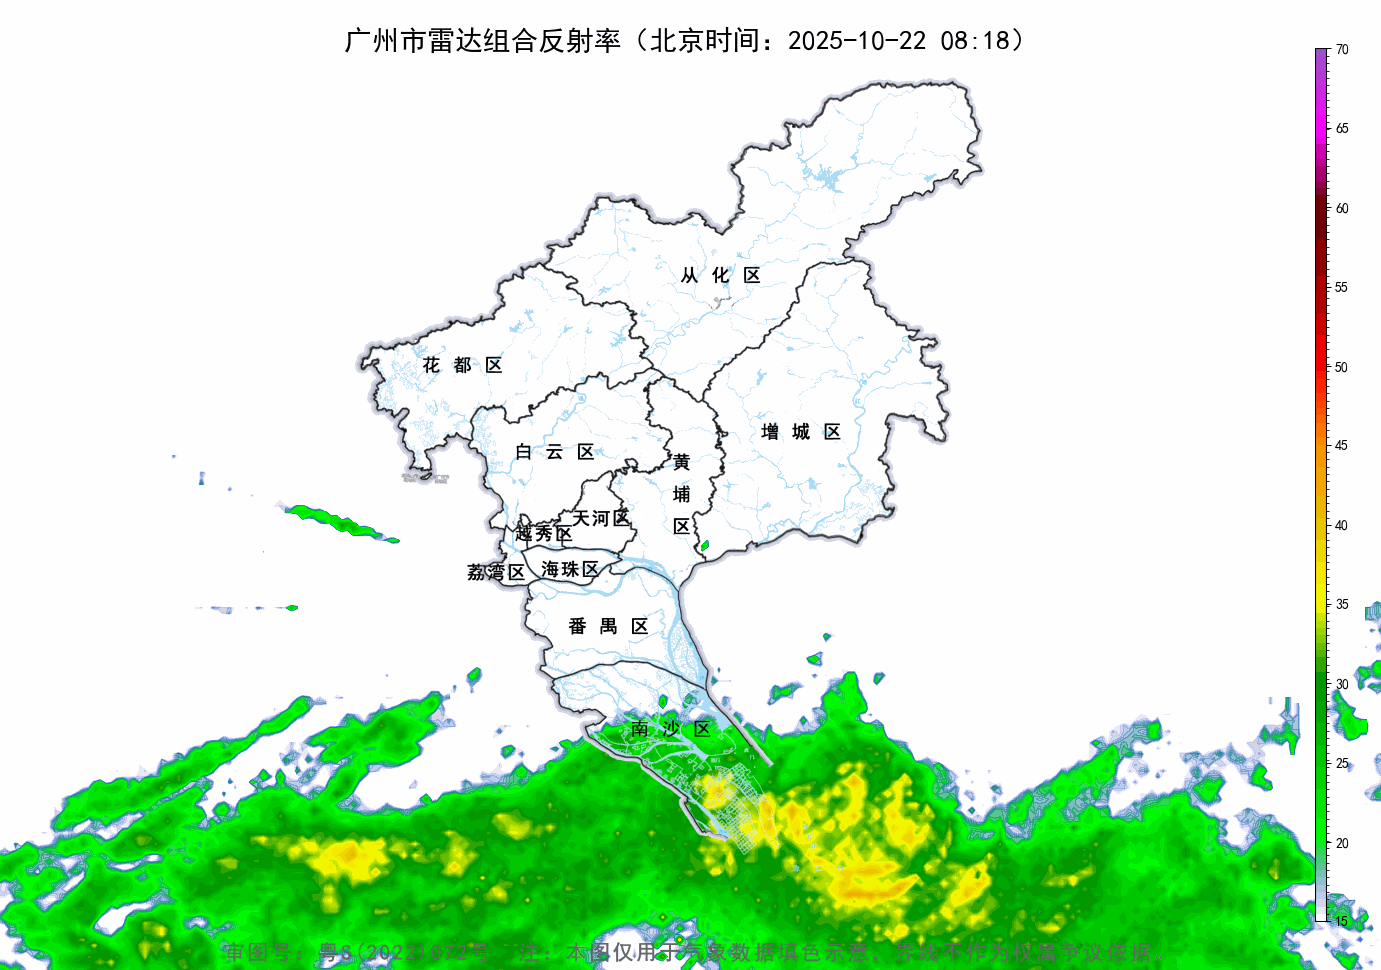 广州市雷达组合反射率（北京时间：2025-10-22 08:18）
70
65
60
55
50
45
40
35
30
25
20
15
从化区
花都区
增城区
白云区
黄埔区
天河区
越秀区
海珠区
荔湾区
番禺区
南沙区
审图号：粤S(2022)072号 注：本图仅用于气象数据填色示意，界线不作为权属争议依据。